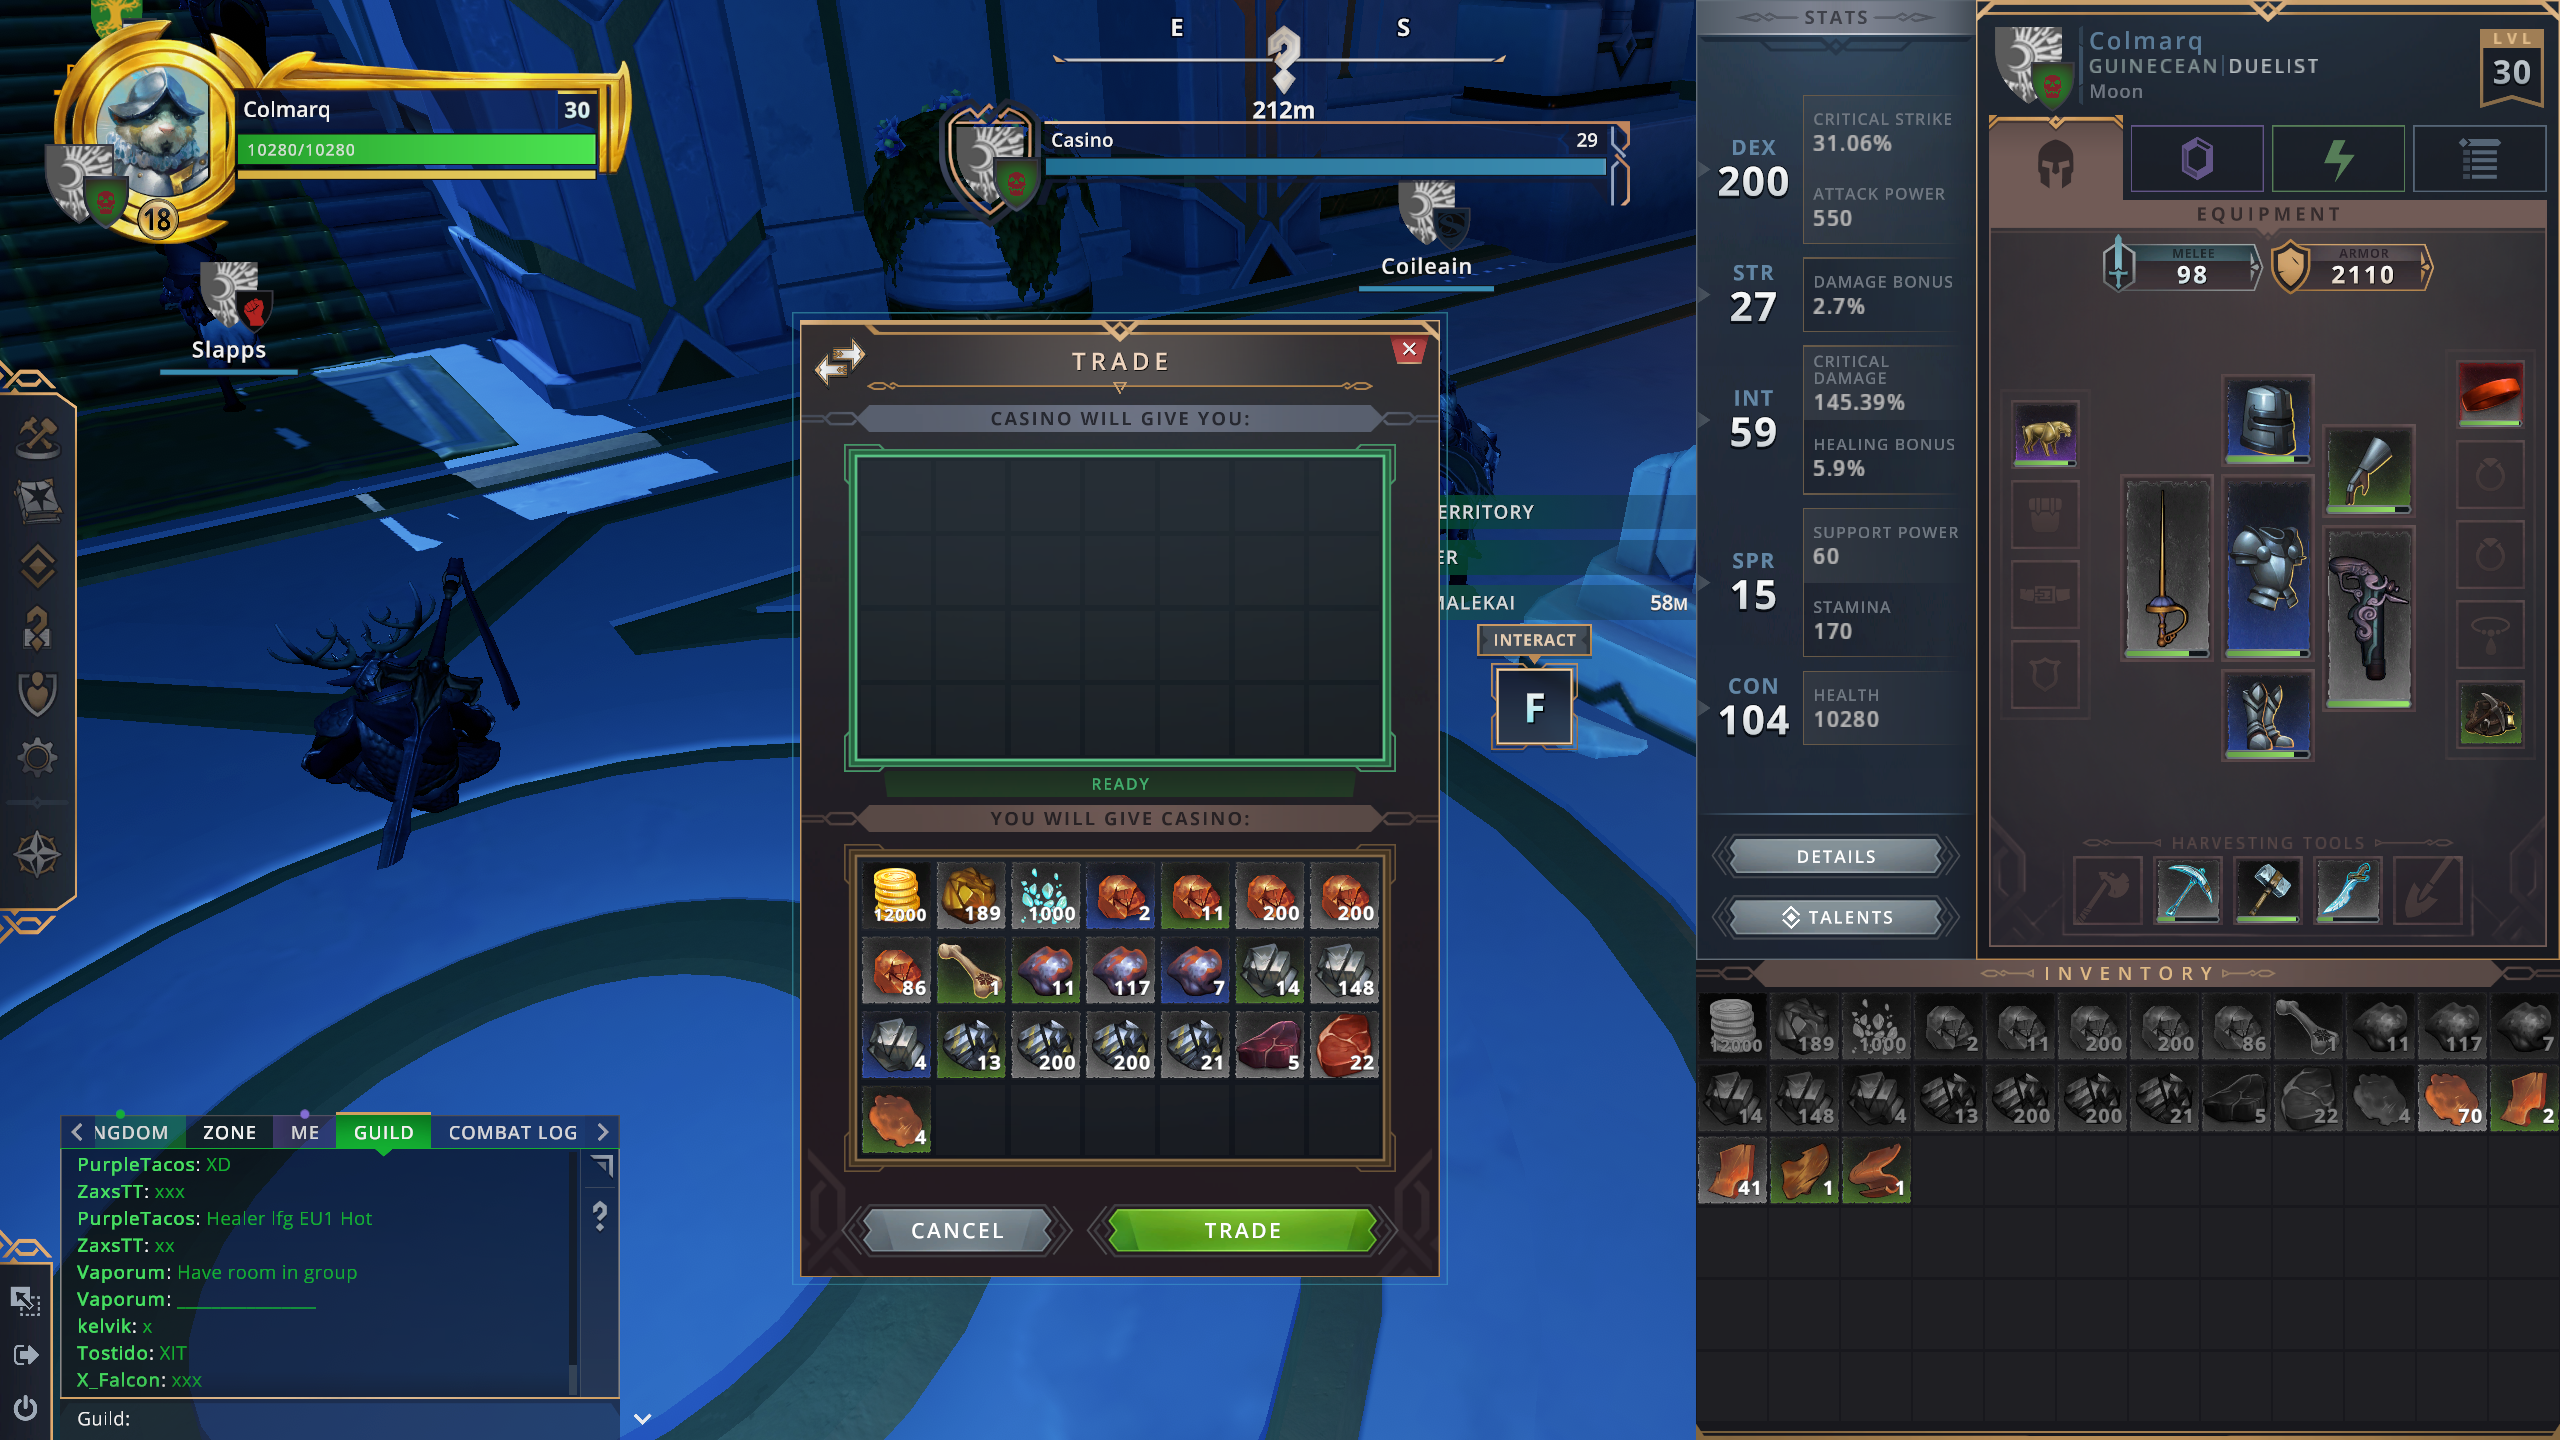 Colmarq 30
10280/10280
18
Slapps
E S
212m
Casino 29
Coileain
TRADE
CASINO WILL GIVE YOU:
READY
YOU WILL GIVE CASINO:
12000 189 1000 2 11 200 200
86 1 11 117 7 14 148
4 13 200 200 21 5 22
4
CANCEL TRADE
ERRITORY
ER
MALEKAI 58M
INTERACT
F
STATS
DEX
200
CRITICAL STRIKE
31.06%
ATTACK POWER
550
STR
27
DAMAGE BONUS
2.7%
INT
59
CRITICAL
DAMAGE
145.39%
HEALING BONUS
5.9%
SPR
15
SUPPORT POWER
60
STAMINA
170
CON
104
HEALTH
10280
DETAILS
TALENTS
Colmarq
GUINECEAN|DUELIST
Moon
LVL
30
EQUIPMENT
MELEE
98
ARMOR
2110
HARVESTING TOOLS
INVENTORY
12000 189 1000 2 11 200 200 86 1 11 117 7
14 148 4 13 200 200 21 5 22 4 70 2
41 1 1
NGDOM ZONE ME GUILD COMBAT LOG
PurpleTacos: XD
ZaxsTT: xxx
PurpleTacos: Healer lfg EU1 Hot
ZaxsTT: xx
Vaporum: Have room in group
Vaporum: _______________
kelvik: x
Tostido: XIT
X_Falcon: xxx
Guild: